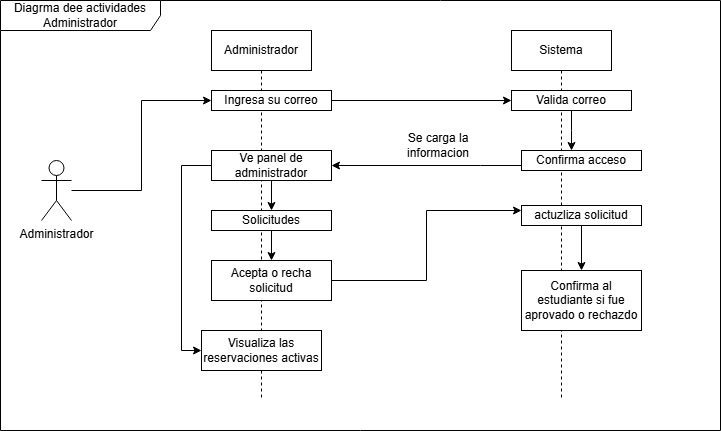 Diagrma dee actividades
Administrador
Administrador
Sistema
Ingresa su correo
Valida correo
Se carga la
informacion
Ve panel de
administrador
Confirma acceso
Administrador
Solicitudes
actuzliza solicitud
Acepta o recha
solicitud
Confirma al
estudiante si fue
aprovado o rechazdo
Visualiza las
reservaciones activas